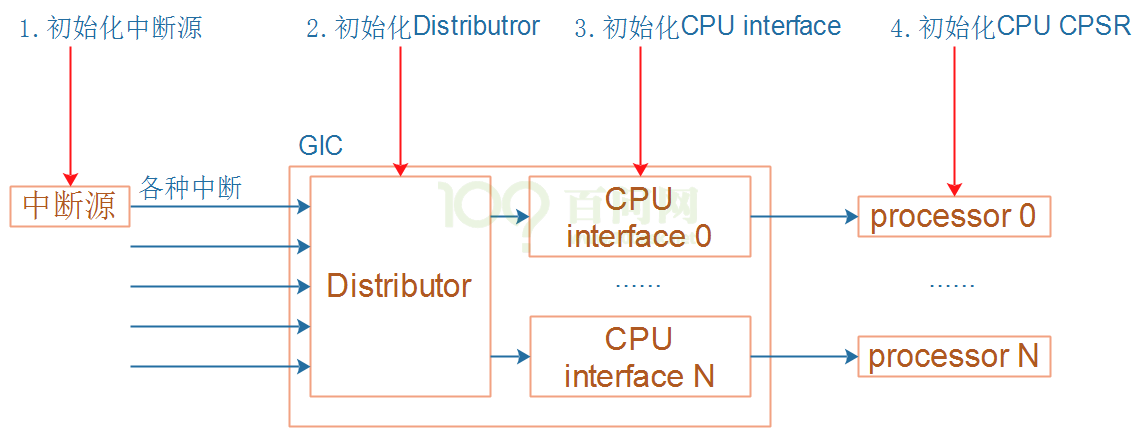 1.初始化中断源
2.初始化Distributror
3.初始化CPU interface
4.初始化CPU CPSR
GIC
中断源
各种中断
Distributor
CPU
interface 0
processor 0
······
······
CPU
interface N
processor N
100
百问网